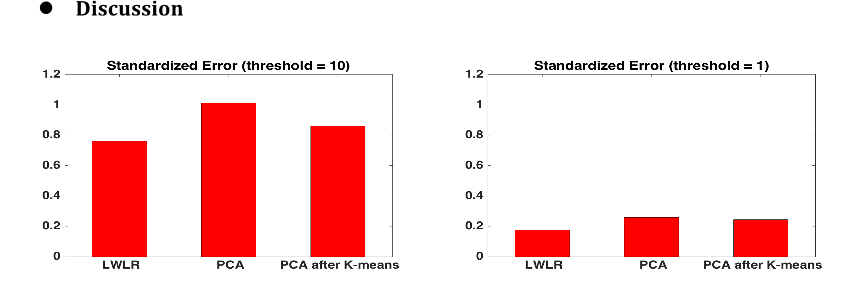 ● Discussion
Standardized Error (threshold = 10)
1.2
1
0.8
0.6
0.4
0.2
0
LWLR PCA PCA after K-means
Standardized Error (threshold = 1)
1.2
1
0.8
0.6
0.4
0.2
0
LWLR PCA PCA after K-means